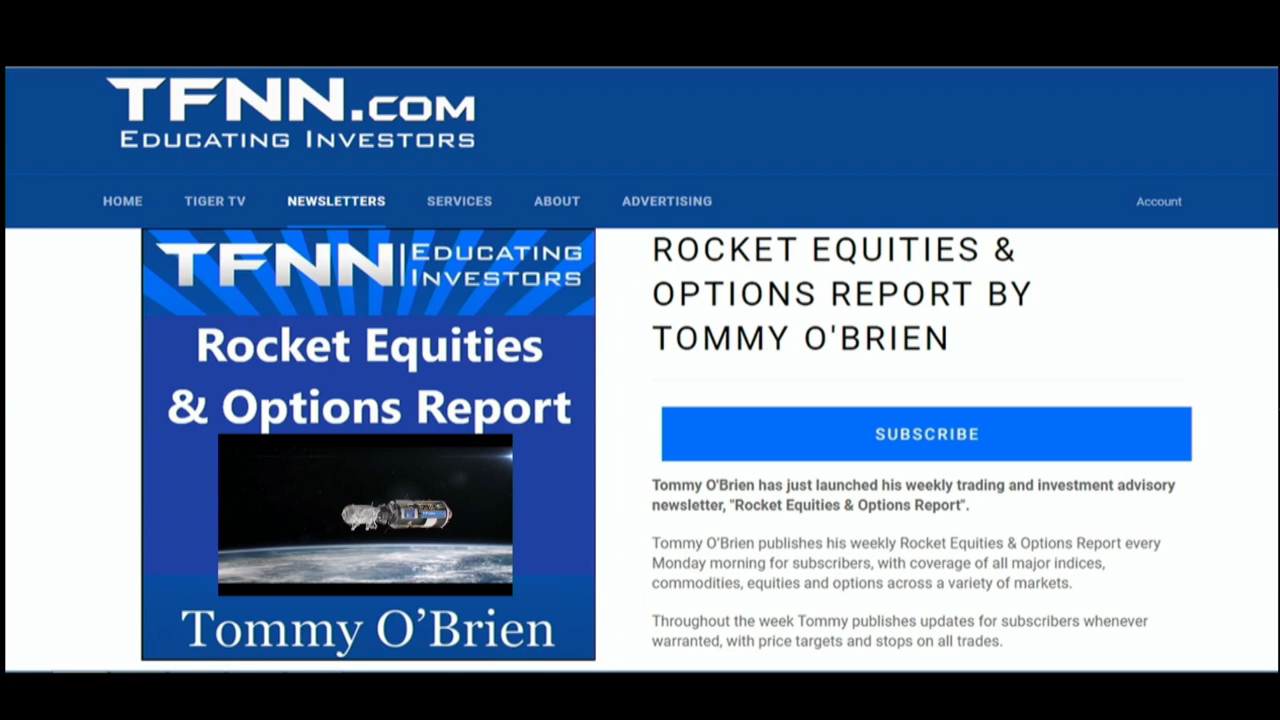 TFNN.COM
EDUCATING INVESTORS
HOME TIGER TV NEWSLETTERS SERVICES ABOUT ADVERTISING Account
TFNN EDUCATING
INVESTORS
Rocket Equities
& Options Report
Tommy O'Brien
ROCKET EQUITIES &
OPTIONS REPORT BY
TOMMY O'BRIEN
SUBSCRIBE
Tommy O'Brien has just launched his weekly trading and investment advisory
newsletter, "Rocket Equities & Options Report".
Tommy O'Brien publishes his weekly Rocket Equities & Options Report every
Monday morning for subscribers, with coverage of all major indices,
commodities, equities and options across a variety of markets.
Throughout the week Tommy publishes updates for subscribers whenever
warranted, with price targets and stops on all trades.